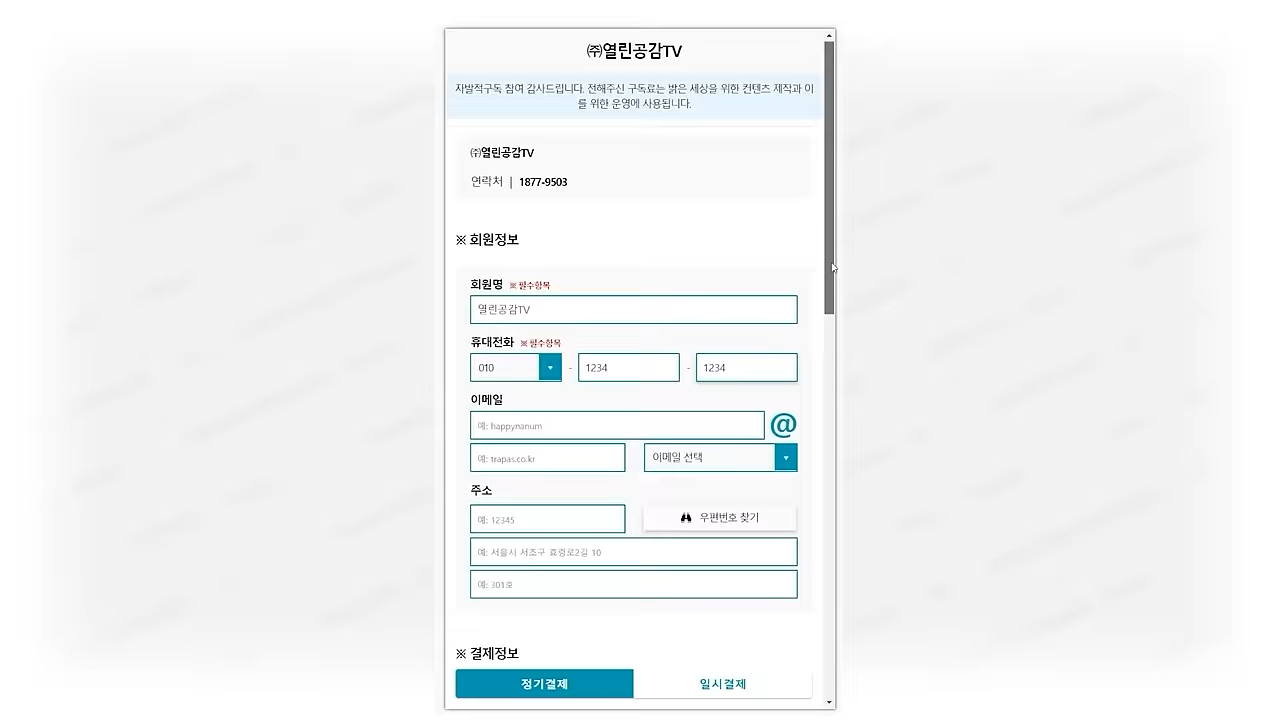 ㈜열린공감TV
자발적구독 참여 감사드립니다. 전해주신 구독료는 밝은 세상을 위한 컨텐츠 제작과 이
를 위한 운영에 사용됩니다.
㈜열린공감TV
연락처 | 1877-9503
※ 회원정보
회원명 ※ 필수항목
열린공감TV
휴대전화 ※ 필수항목
010 - 1234 - 1234
이메일
예: happynanum @
예: trapas.co.kr 이메일 선택
주소
예: 12345 우편번호 찾기
예: 서울시 서초구 효령로2길 10
예: 301호
※ 결제정보
정기결제 일시결제